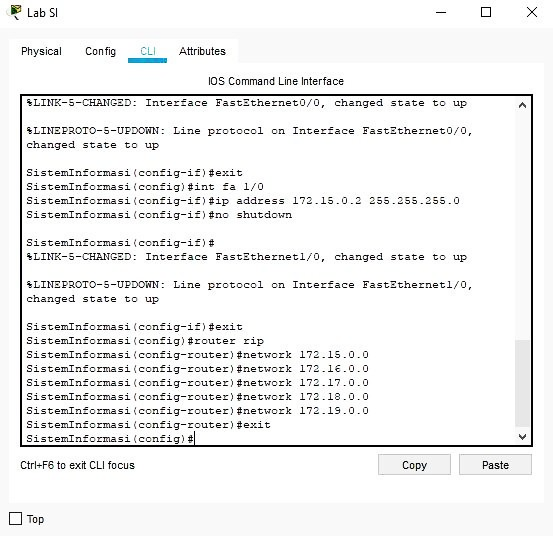 Lab SI
Physical Config CLI Attributes
IOS Command Line Interface
%LINK-5-CHANGED: Interface FastEthernet0/0, changed state to up
%LINEPROTO-5-UPDOWN: Line protocol on Interface FastEthernet0/0,
changed state to up
SistemInformasi(config-if)#exit
SistemInformasi(config)#int fa 1/0
SistemInformasi(config-if)#ip address 172.15.0.2 255.255.255.0
SistemInformasi(config-if)#no shutdown
SistemInformasi(config-if)#
%LINK-5-CHANGED: Interface FastEthernet1/0, changed state to up
%LINEPROTO-5-UPDOWN: Line protocol on Interface FastEthernet1/0,
changed state to up
SistemInformasi(config-if)#exit
SistemInformasi(config)#router rip
SistemInformasi(config-router)#network 172.15.0.0
SistemInformasi(config-router)#network 172.16.0.0
SistemInformasi(config-router)#network 172.17.0.0
SistemInformasi(config-router)#network 172.18.0.0
SistemInformasi(config-router)#network 172.19.0.0
SistemInformasi(config-router)#exit
SistemInformasi(config)#
Ctrl+F6 to exit CLI focus
Copy Paste
Top